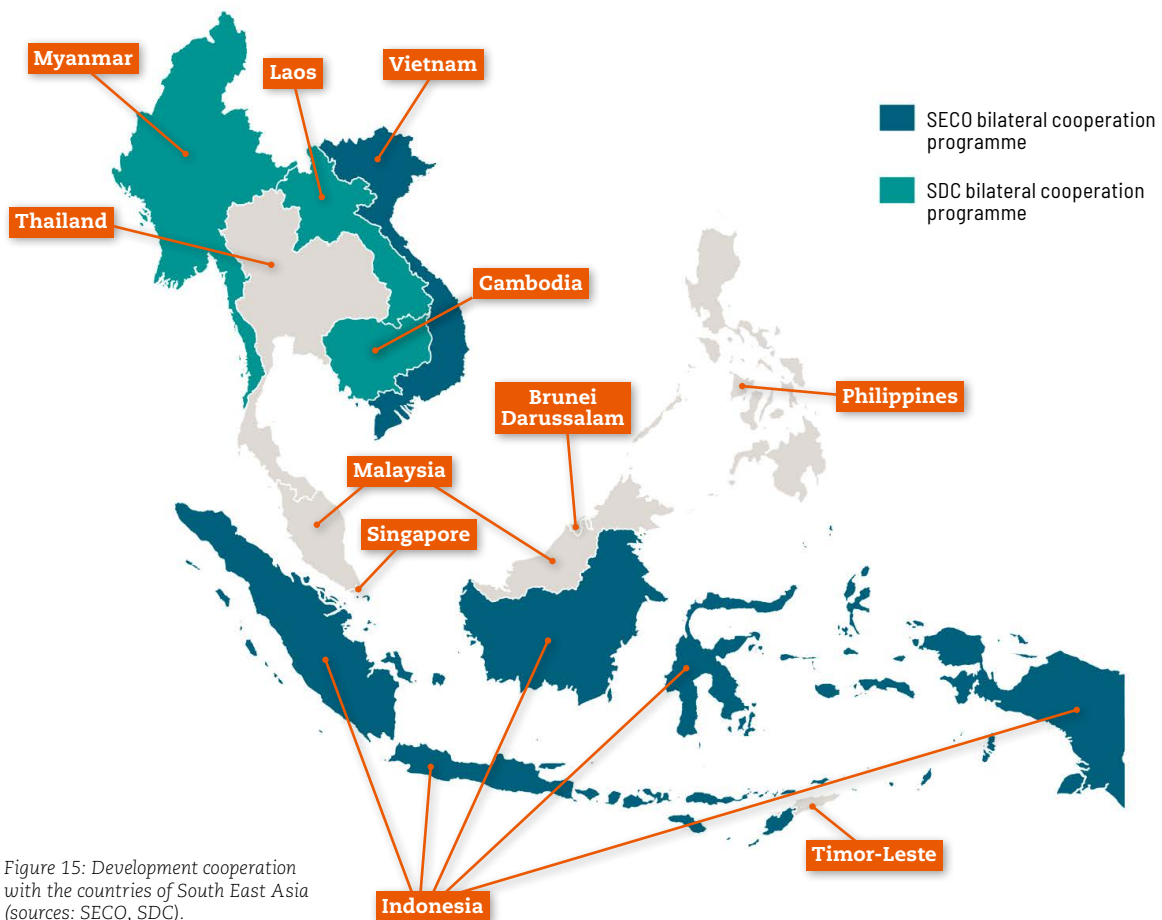 Myanmar
Laos
Vietnam
SECO bilateral cooperation
programme
SDC bilateral cooperation
programme
Thailand
Cambodia
Brunei
Darussalam
Philippines
Malaysia
Singapore
Timor-Leste
Indonesia
Figure 15: Development cooperation
with the countries of South East Asia
(sources: SECO, SDC).